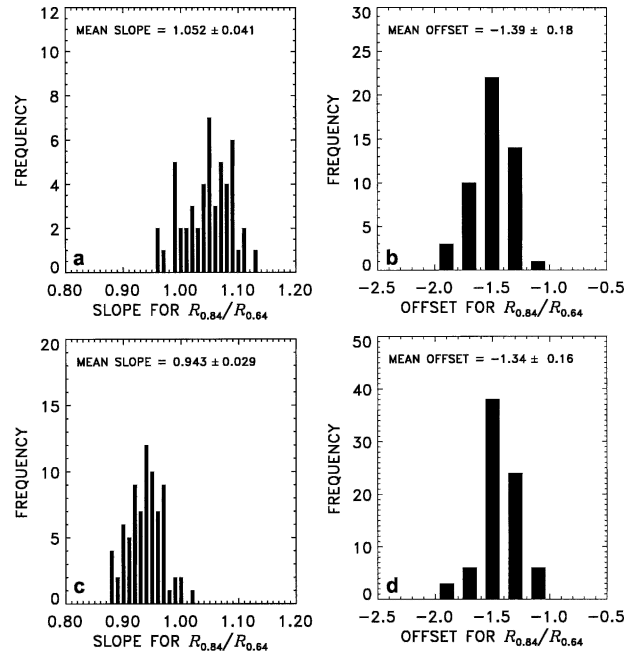 MEAN SLOPE = 1.052 ± 0.041
FREQUENCY
12
10
8
6
4
2
0
a
0.80 0.90 1.00 1.10 1.20
SLOPE FOR R0.84/R0.64
MEAN OFFSET = −1.39 ± 0.18
FREQUENCY
30
25
20
15
10
5
0
b
−2.5 −2.0 −1.5 −1.0 −0.5
OFFSET FOR R0.84/R0.64
MEAN SLOPE = 0.943 ± 0.029
FREQUENCY
20
15
10
5
0
c
0.80 0.90 1.00 1.10 1.20
SLOPE FOR R0.84/R0.64
MEAN OFFSET = −1.34 ± 0.16
FREQUENCY
50
40
30
20
10
0
d
−2.5 −2.0 −1.5 −1.0 −0.5
OFFSET FOR R0.84/R0.64